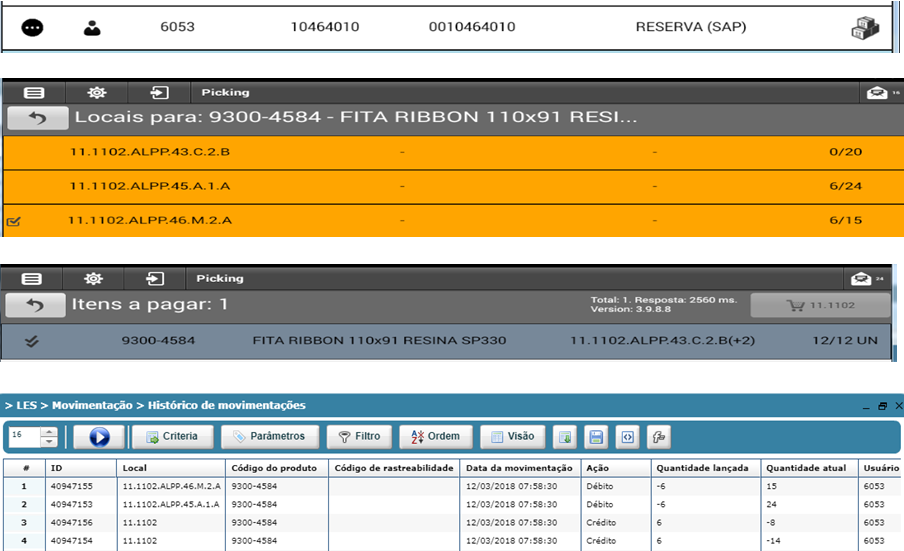 6053 10464010 0010464010 RESERVA (SAP)
Picking 16
Locais para: 9300-4584 - FITA RIBBON 110x91 RESI...
11.1102.ALPP.43.C.2.B - - 0/20
11.1102.ALPP.45.A.1.A - - 6/24
11.1102.ALPP.46.M.2.A - - 6/15
Picking 24
Itens a pagar: 1 Total: 1. Resposta: 2560 ms. 11.1102
Version: 3.9.8.8
9300-4584 FITA RIBBON 110x91 RESINA SP330 11.1102.ALPP.43.C.2.B(+2) 12/12 UN
> LES > Movimentação > Histórico de movimentações
16 Criteria Parâmetros Filtro Ordem Visão
# ID Local Código do produto Código de rastreabilidade Data da movimentação Ação Quantidade lançada Quantidade atual Usuário
1 40947155 11.1102.ALPP.46.M.2.A 9300-4584 12/03/2018 07:58:30 Débito -6 15 6053
2 40947153 11.1102.ALPP.45.A.1.A 9300-4584 12/03/2018 07:58:30 Débito -6 24 6053
3 40947156 11.1102 9300-4584 12/03/2018 07:58:30 Crédito 6 -8 6053
4 40947154 11.1102 9300-4584 12/03/2018 07:58:30 Crédito 6 -14 6053